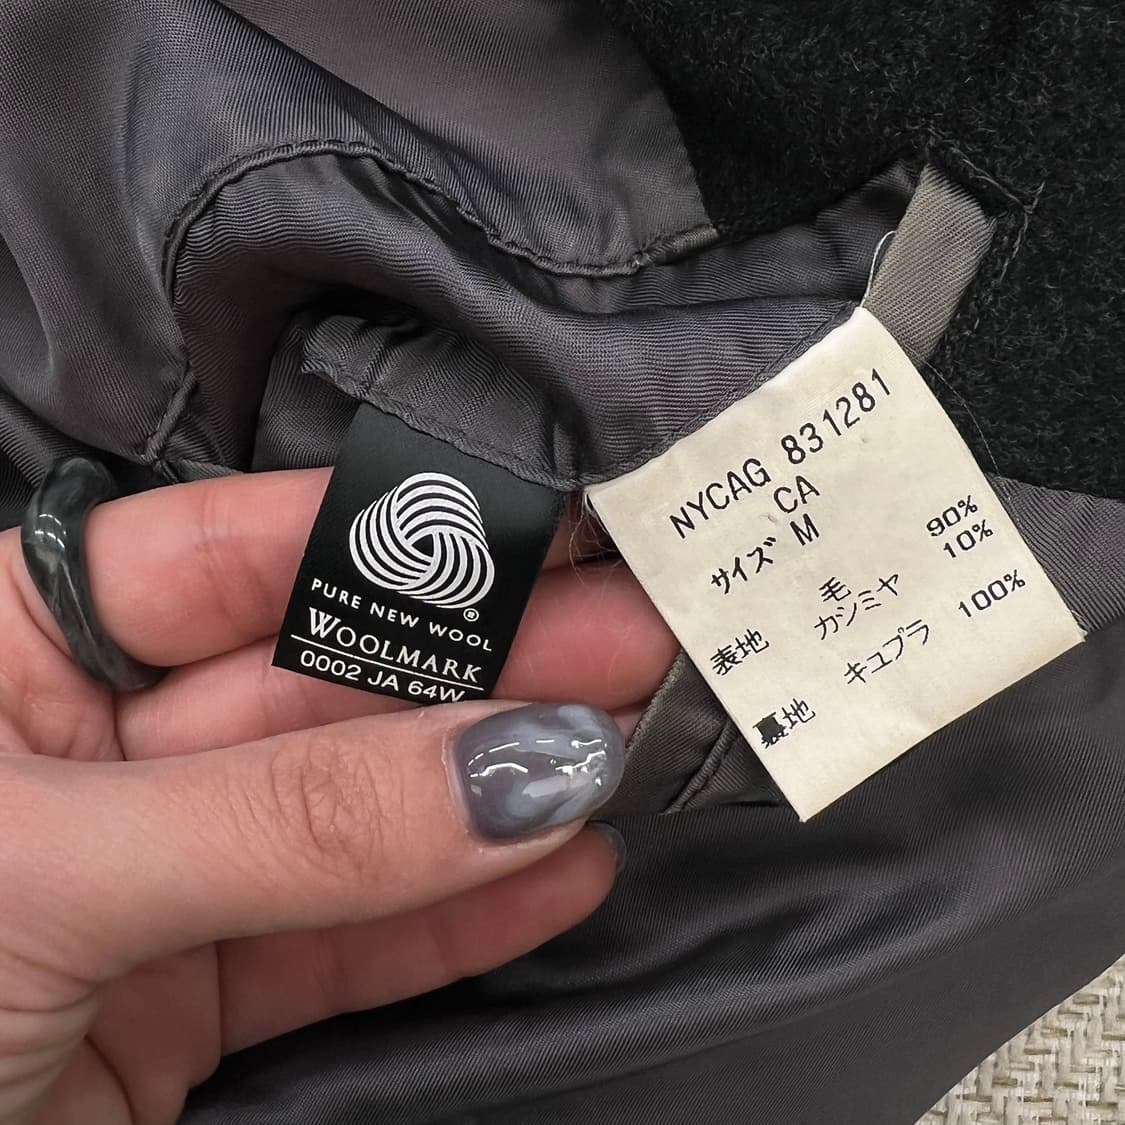 PURE NEW WOOL
WOOLMARK
0002 JA 64W
NYCAG 831281
CA
サイズ M
表地 毛 90%
カシミヤ 10%
裏地 キュプラ 100%